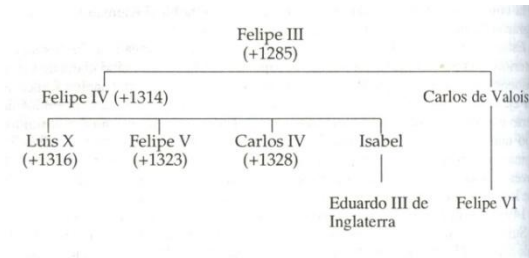 Felipe III
(+1285)
Felipe IV (+1314)
Carlos de Valois
Luis X
(+1316)
Felipe V
(+1323)
Carlos IV
(+1328)
Isabel
Eduardo III de
Inglaterra
Felipe VI